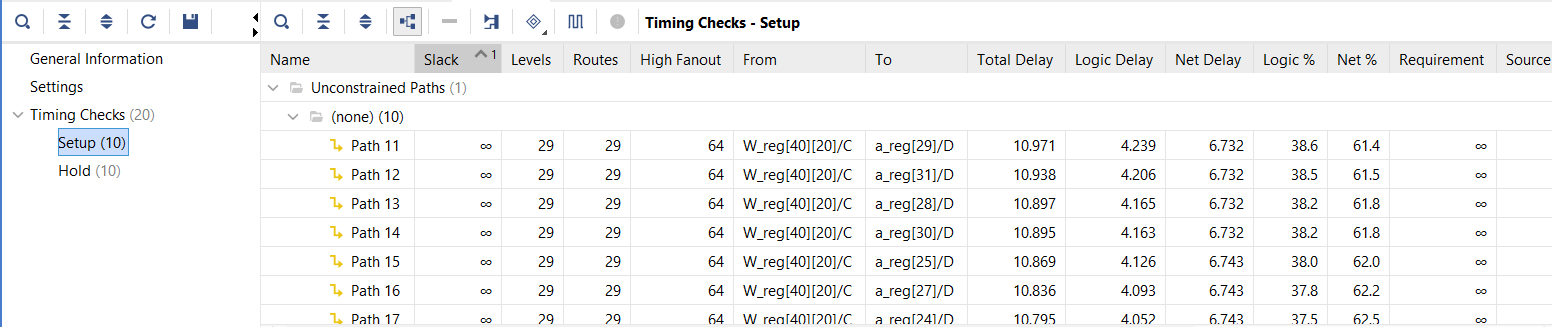 Timing Checks - Setup
General Information
Settings
Timing Checks (20)
Setup (10)
Hold (10)
Name Slack 1 Levels Routes High Fanout From To Total Delay Logic Delay Net Delay Logic % Net % Requirement Source
Unconstrained Paths (1)
(none) (10)
Path 11 ∞ 29 29 64 W_reg[40][20]/C a_reg[29]/D 10.971 4.239 6.732 38.6 61.4 ∞
Path 12 ∞ 29 29 64 W_reg[40][20]/C a_reg[31]/D 10.938 4.206 6.732 38.5 61.5 ∞
Path 13 ∞ 29 29 64 W_reg[40][20]/C a_reg[28]/D 10.897 4.165 6.732 38.2 61.8 ∞
Path 14 ∞ 29 29 64 W_reg[40][20]/C a_reg[30]/D 10.895 4.163 6.732 38.2 61.8 ∞
Path 15 ∞ 29 29 64 W_reg[40][20]/C a_reg[25]/D 10.869 4.126 6.743 38.0 62.0 ∞
Path 16 ∞ 29 29 64 W_reg[40][20]/C a_reg[27]/D 10.836 4.093 6.743 37.8 62.2 ∞
Path 17 ∞ 29 29 64 W_reg[40][20]/C a_reg[24]/D 10.795 4.052 6.743 37.5 62.5 ∞